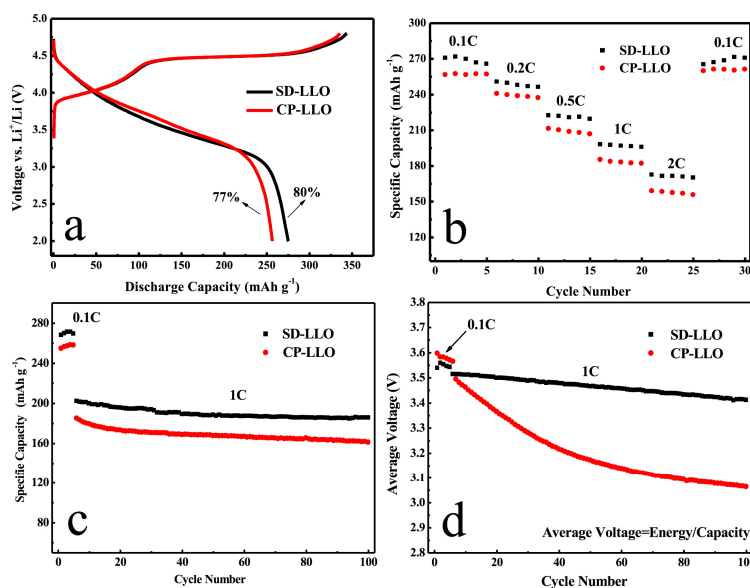 5.0
4.5
4.0
3.5
3.0
2.5
2.0
0 50 100 150 200 250 300 350
Voltage vs. Li⁺/Li (V)
Discharge Capacity (mAh g⁻¹)
SD-LLO
CP-LLO
77%
80%
a
300
270
240
210
180
150
120
90
0 5 10 15 20 25 30
Specific Capacity (mAh g⁻¹)
Cycle Number
0.1C
0.2C
0.5C
1C
2C
0.1C
SD-LLO
CP-LLO
b
280
240
200
160
120
80
0 20 40 60 80 100
Specific Capacity (mAh g⁻¹)
Cycle Number
0.1C
SD-LLO
CP-LLO
1C
c
3.8
3.7
3.6
3.5
3.4
3.3
3.2
3.1
3.0
2.9
2.8
0 20 40 60 80 100
Average Voltage (V)
Cycle Number
0.1C
SD-LLO
CP-LLO
1C
d
Average Voltage=Energy/Capacity